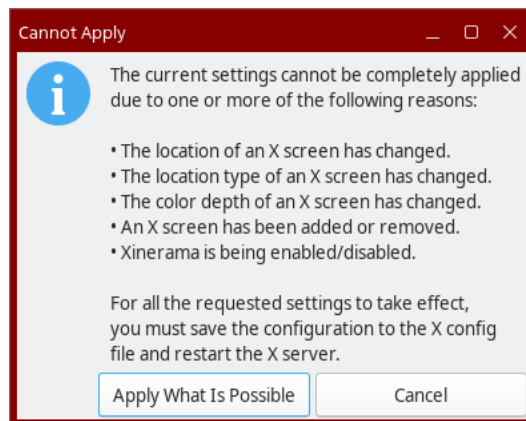 Cannot Apply
The current settings cannot be completely applied
due to one or more of the following reasons:
• The location of an X screen has changed.
• The location type of an X screen has changed.
• The color depth of an X screen has changed.
• An X screen has been added or removed.
• Xinerama is being enabled/disabled.
For all the requested settings to take effect,
you must save the configuration to the X config
file and restart the X server.
Apply What Is Possible
Cancel